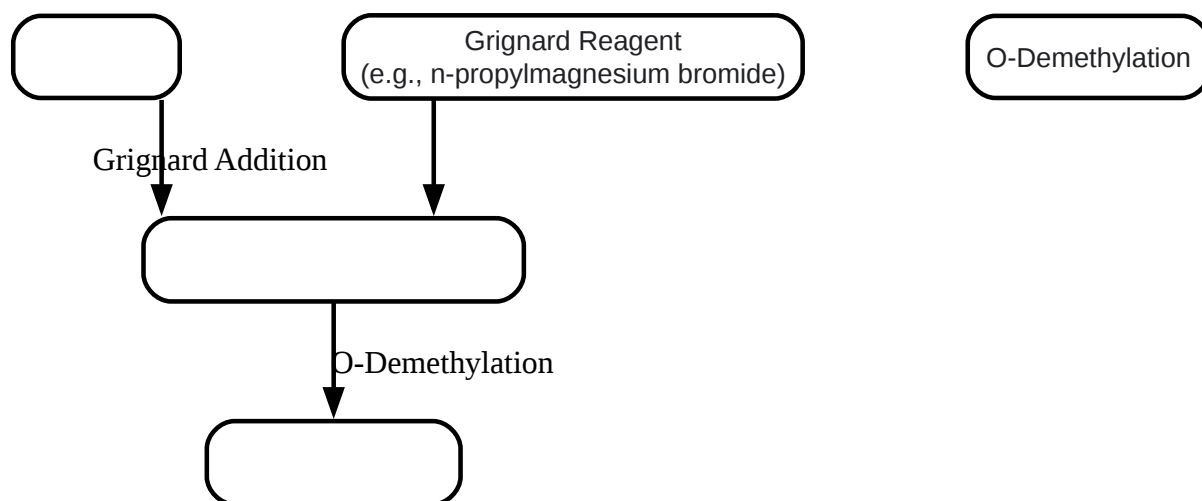 Grignard Reagent
(e.g., n-propylmagnesium bromide)
O-Demethylation
Grignard Addition
O-Demethylation